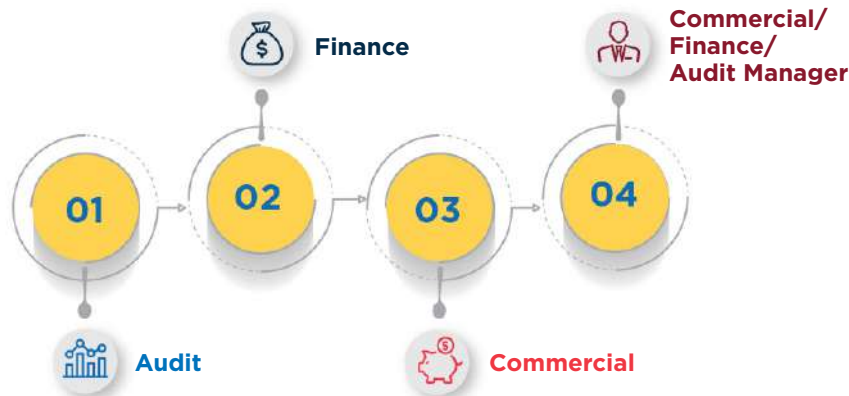 01
Audit
02
Finance
03
Commercial
04
Commercial/
Finance/
Audit Manager
$
$